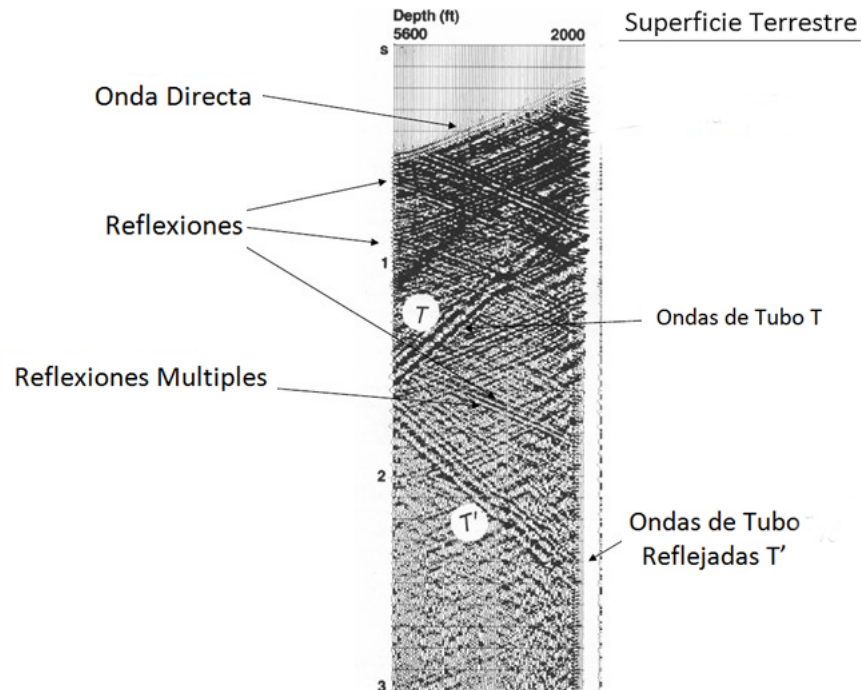 Depth (ft)
5600 2000
Superficie Terrestre
s
Onda Directa
Reflexiones
1
T
Ondas de Tubo T
Reflexiones Multiples
2
T'
Ondas de Tubo
Reflejadas T’
3